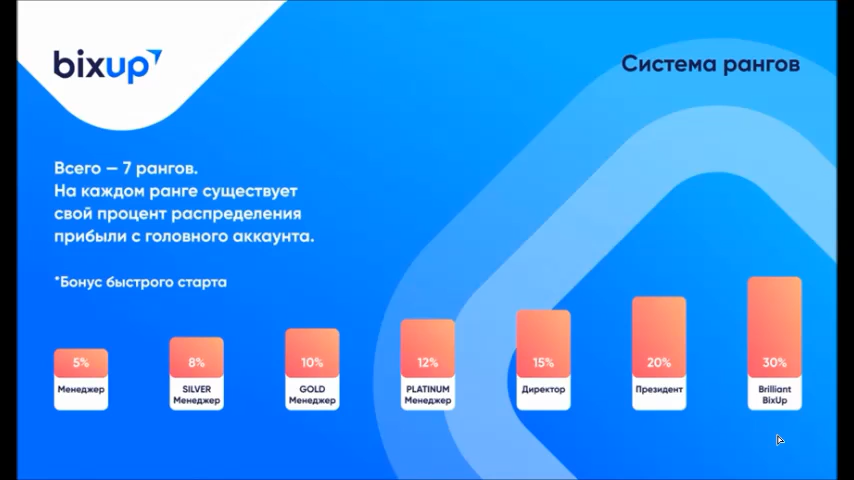 bixup
Система рангов
Всего — 7 рангов.
На каждом ранге существует
свой процент распределения
прибыли с головного аккаунта.
*Бонус быстрого старта
5%
Менеджер
8%
SILVER
Менеджер
10%
GOLD
Менеджер
12%
PLATINUM
Менеджер
15%
Директор
20%
Президент
30%
Brilliant
BixUp